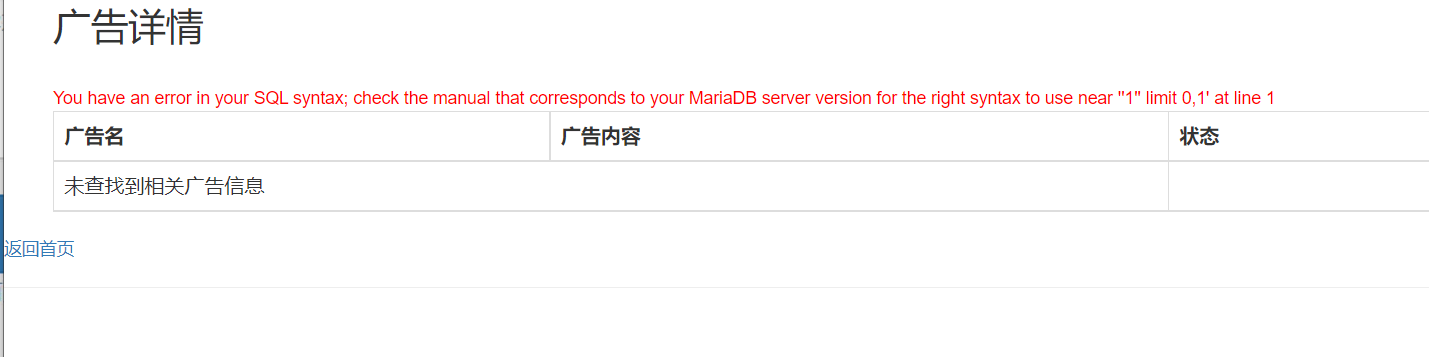 广告详情
You have an error in your SQL syntax; check the manual that corresponds to your MariaDB server version for the right syntax to use near ''1'' limit 0,1' at line 1
广告名 广告内容 状态
未查找到相关广告信息
返回首页